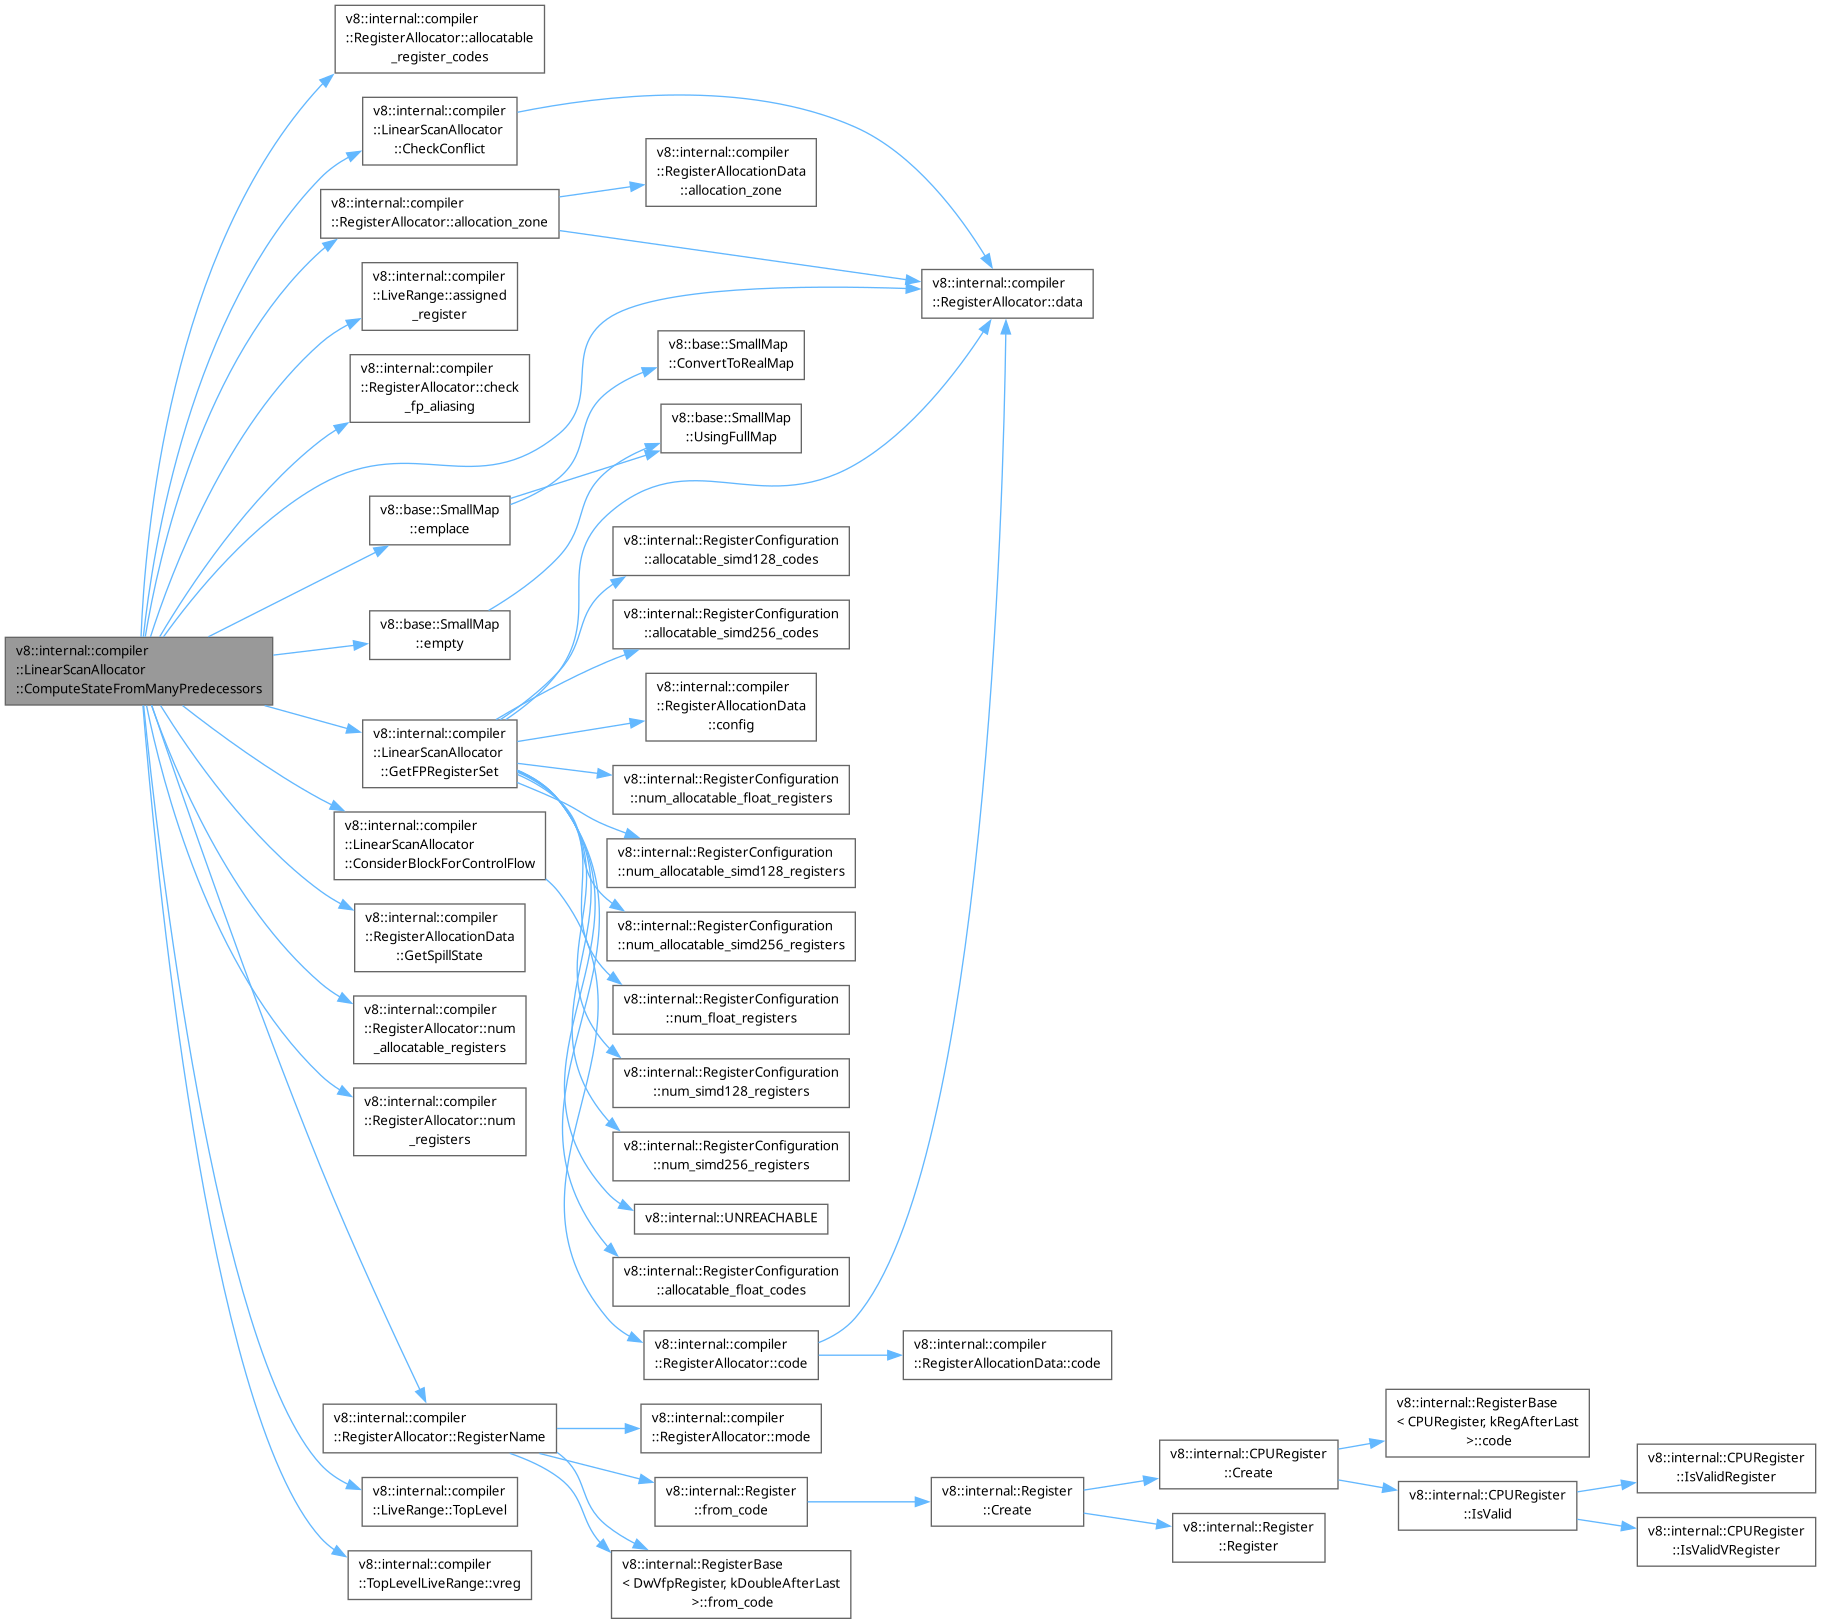 v8::internal::compiler
::RegisterAllocator::allocatable
_register_codes
v8::internal::compiler
::LinearScanAllocator
::CheckConflict
v8::internal::compiler
::RegisterAllocationData
::allocation_zone
v8::internal::compiler
::RegisterAllocator::allocation_zone
v8::internal::compiler
::LiveRange::assigned
_register
v8::internal::compiler
::RegisterAllocator::data
v8::base::SmallMap
::ConvertToRealMap
v8::internal::compiler
::RegisterAllocator::check
_fp_aliasing
v8::base::SmallMap
::UsingFullMap
v8::base::SmallMap
::emplace
v8::internal::RegisterConfiguration
::allocatable_simd128_codes
v8::internal::RegisterConfiguration
::allocatable_simd256_codes
v8::base::SmallMap
::empty
v8::internal::compiler
::LinearScanAllocator
::ComputeStateFromManyPredecessors
v8::internal::compiler
::RegisterAllocationData
::config
v8::internal::compiler
::LinearScanAllocator
::GetFPRegisterSet
v8::internal::RegisterConfiguration
::num_allocatable_float_registers
v8::internal::compiler
::LinearScanAllocator
::ConsiderBlockForControlFlow
v8::internal::RegisterConfiguration
::num_allocatable_simd128_registers
v8::internal::compiler
::RegisterAllocationData
::GetSpillState
v8::internal::RegisterConfiguration
::num_allocatable_simd256_registers
v8::internal::RegisterConfiguration
::num_float_registers
v8::internal::compiler
::RegisterAllocator::num
_allocatable_registers
v8::internal::RegisterConfiguration
::num_simd128_registers
v8::internal::compiler
::RegisterAllocator::num
_registers
v8::internal::RegisterConfiguration
::num_simd256_registers
v8::internal::UNREACHABLE
v8::internal::RegisterConfiguration
::allocatable_float_codes
v8::internal::compiler
::RegisterAllocator::code
v8::internal::compiler
::RegisterAllocationData::code
v8::internal::compiler
::RegisterAllocator::RegisterName
v8::internal::compiler
::RegisterAllocator::mode
v8::internal::RegisterBase
< CPURegister, kRegAfterLast
>::code
v8::internal::CPURegister
::Create
v8::internal::CPURegister
::IsValidRegister
v8::internal::compiler
::LiveRange::TopLevel
v8::internal::Register
::from_code
v8::internal::Register
::Create
v8::internal::CPURegister
::IsValid
v8::internal::Register
::Register
v8::internal::CPURegister
::IsValidVRegister
v8::internal::compiler
::TopLevelLiveRange::vreg
v8::internal::RegisterBase
< DwVfpRegister, kDoubleAfterLast
>::from_code